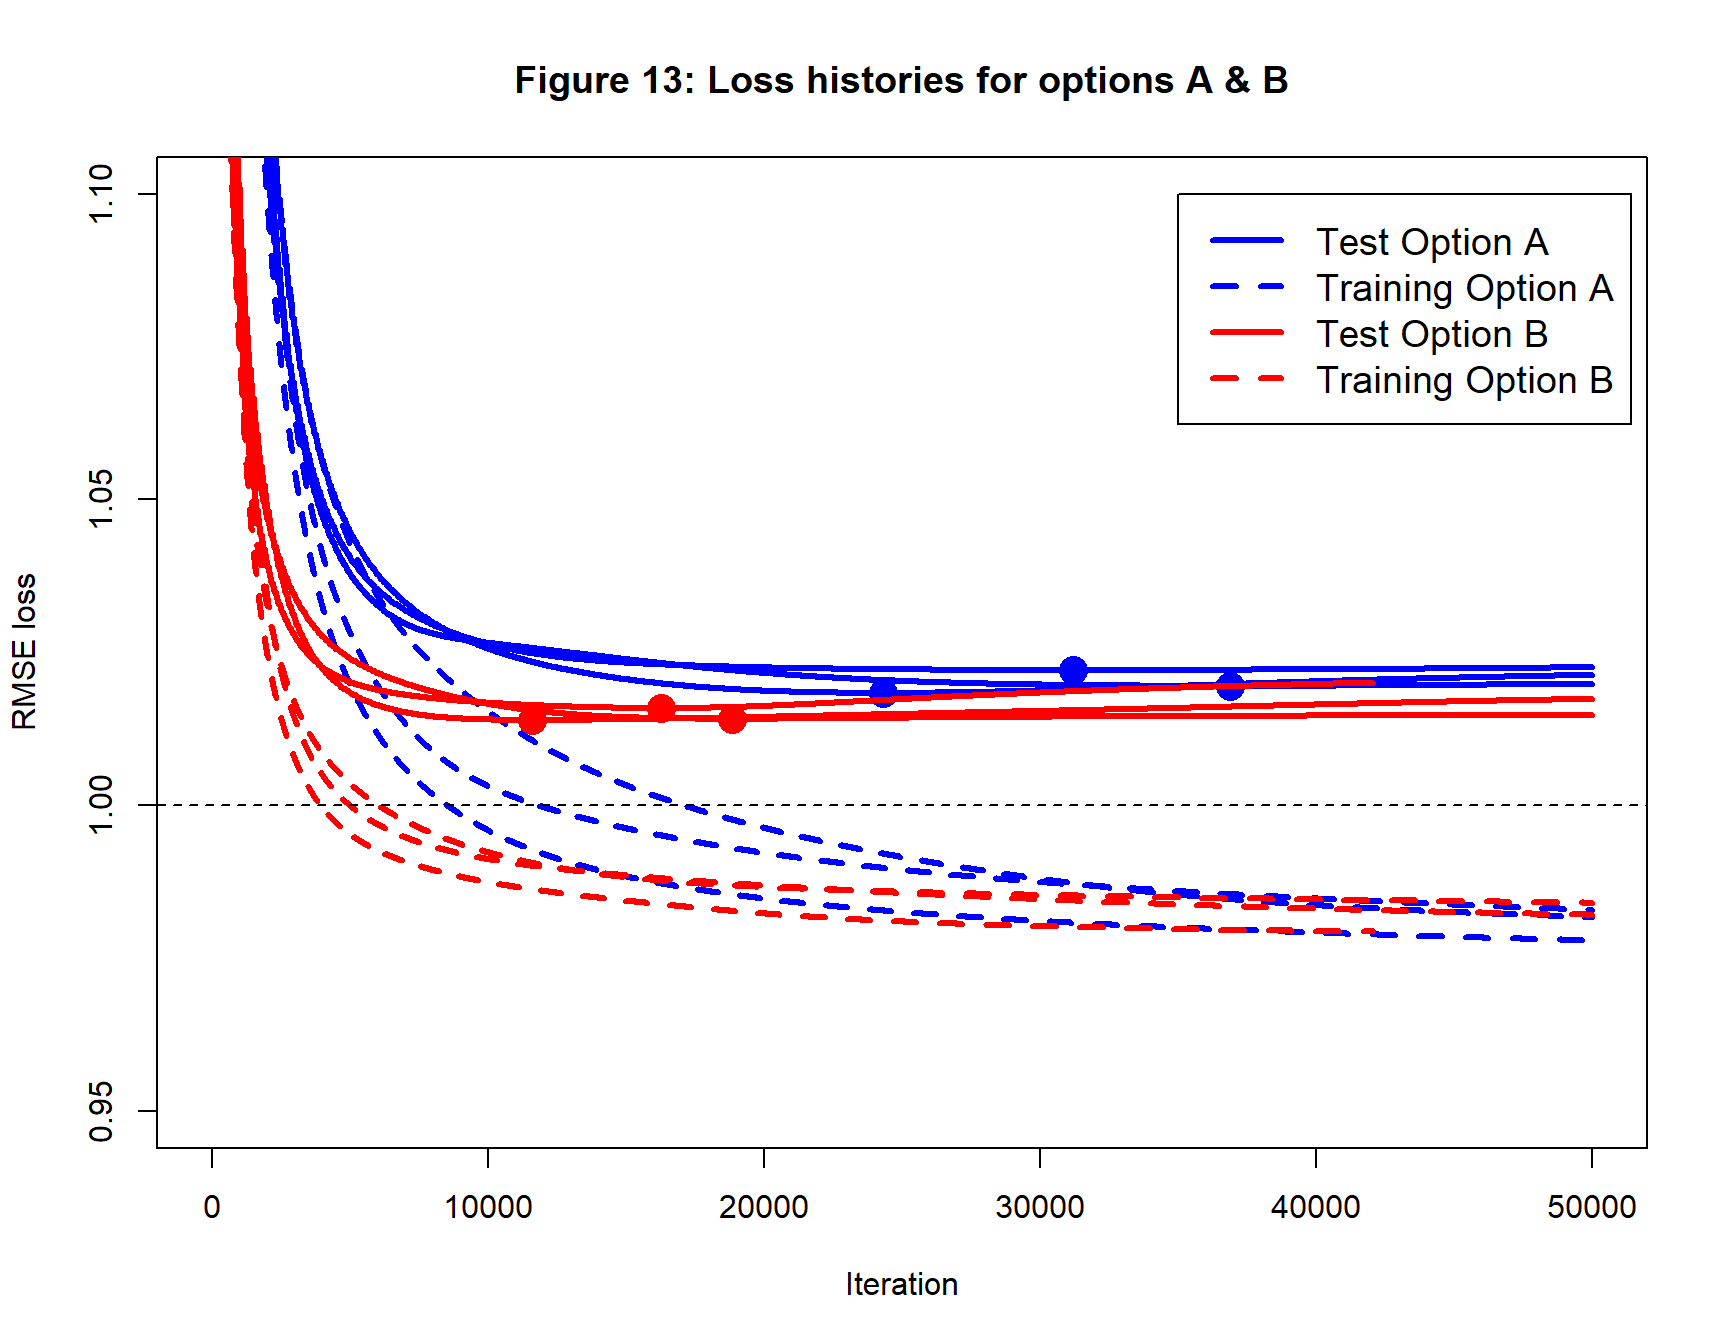 Figure 13: Loss histories for options A & B
1.10
1.05
1.00
0.95
RMSE loss
Test Option A
Training Option A
Test Option B
Training Option B
0 10000 20000 30000 40000 50000
Iteration